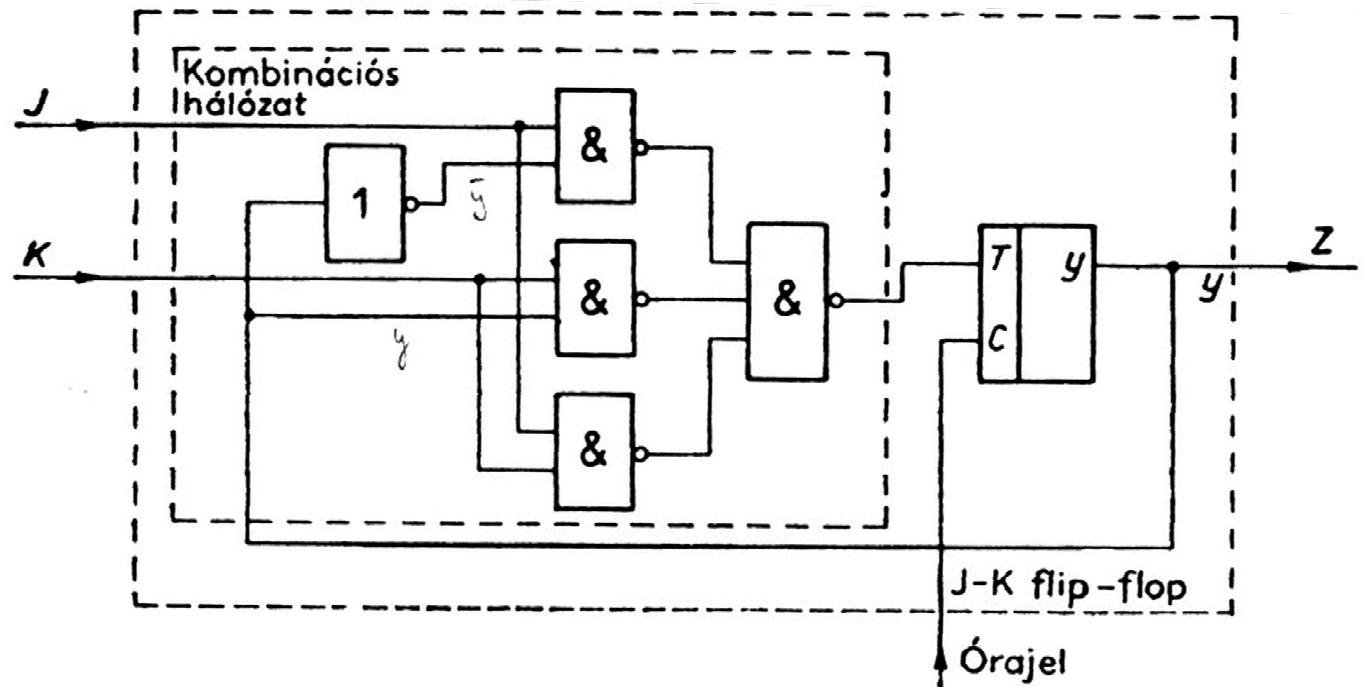 Kombinációs
hálózat
J
&
1
ȳ
K
&
&
T
y
Z
y
C
y
&
J-K flip-flop
Órajel